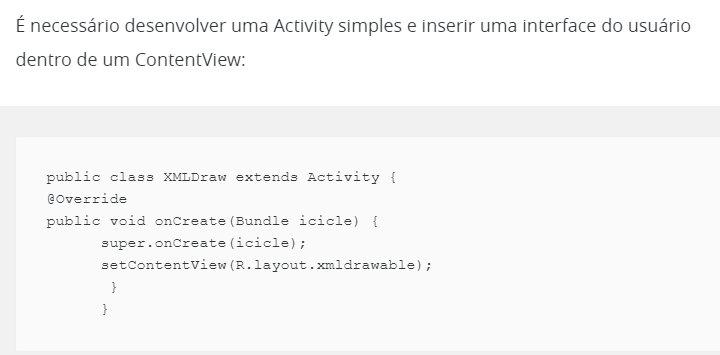 É necessário desenvolver uma Activity simples e inserir uma interface do usuário
dentro de um ContentView:
public class XMLDraw extends Activity {
@Override
public void onCreate(Bundle icicle) {
super.onCreate(icicle);
setContentView(R.layout.xmldrawable);
}
}